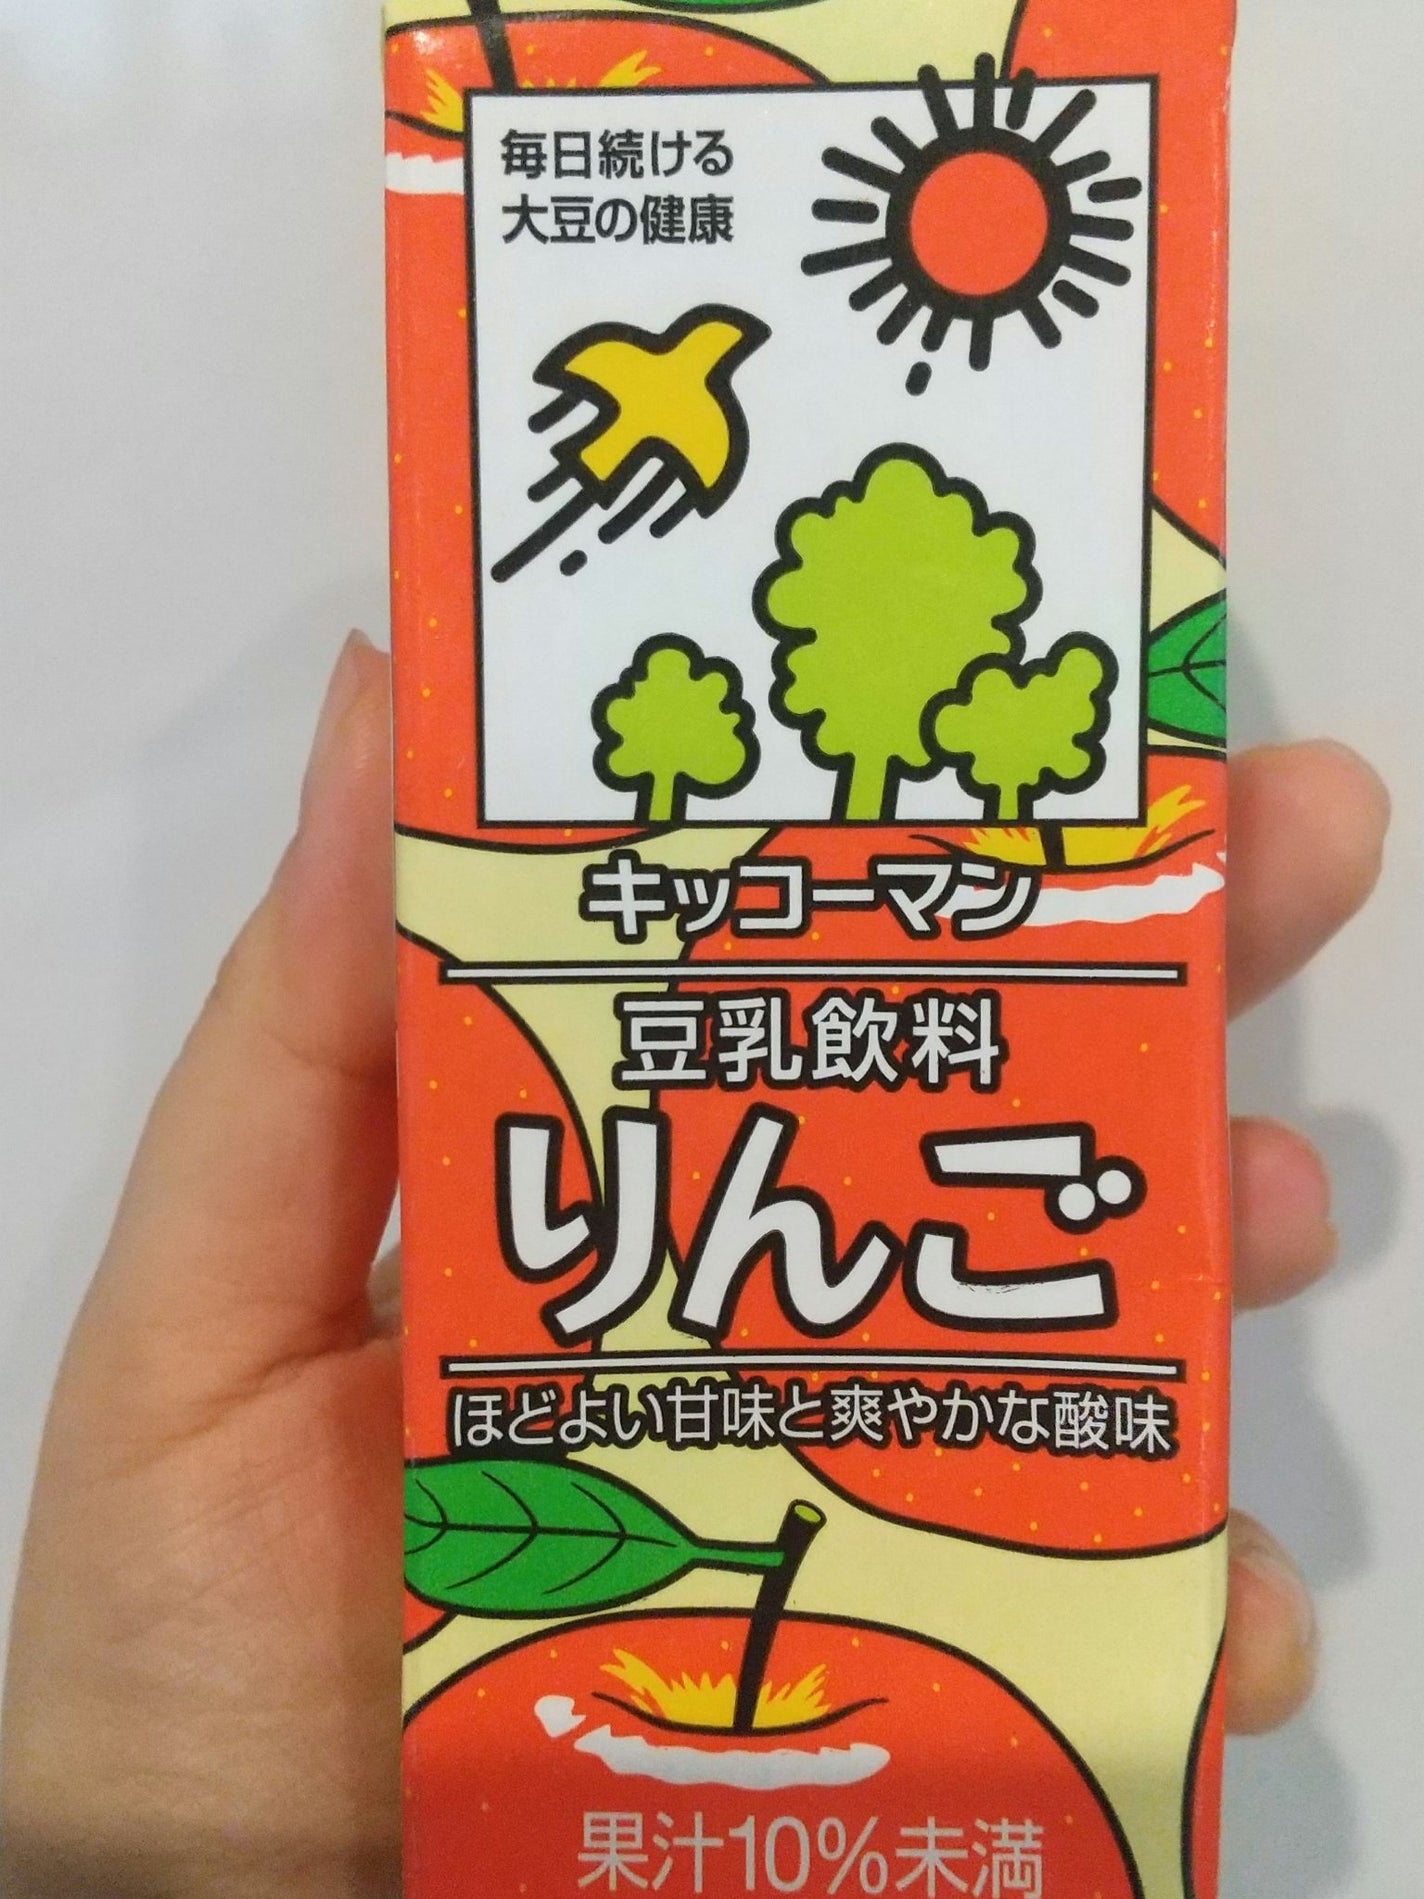 毎日続ける
大豆の健康
キッコーマン
豆乳飲料
りんご
ほどよい甘味と爽やかな酸味
果汁10%未満